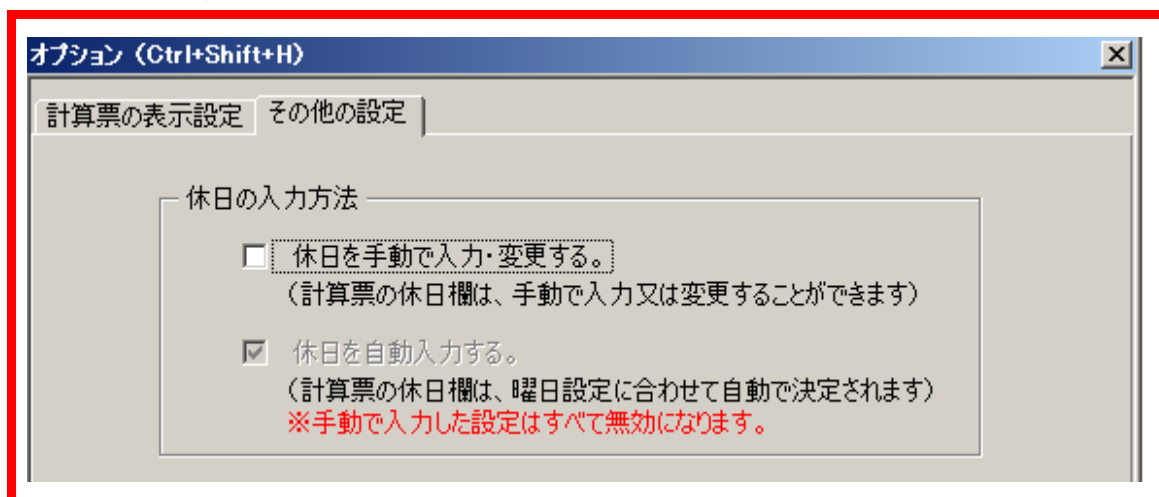 オプション（Ctrl+Shift+H）
計算票の表示設定 その他の設定
休日の入力方法
休日を手動で入力・変更する。
（計算票の休日欄は、手動で入力又は変更することができます）
休日を自動入力する。
（計算票の休日欄は、曜日設定に合わせて自動で決定されます）
※手動で入力した設定はすべて無効になります。